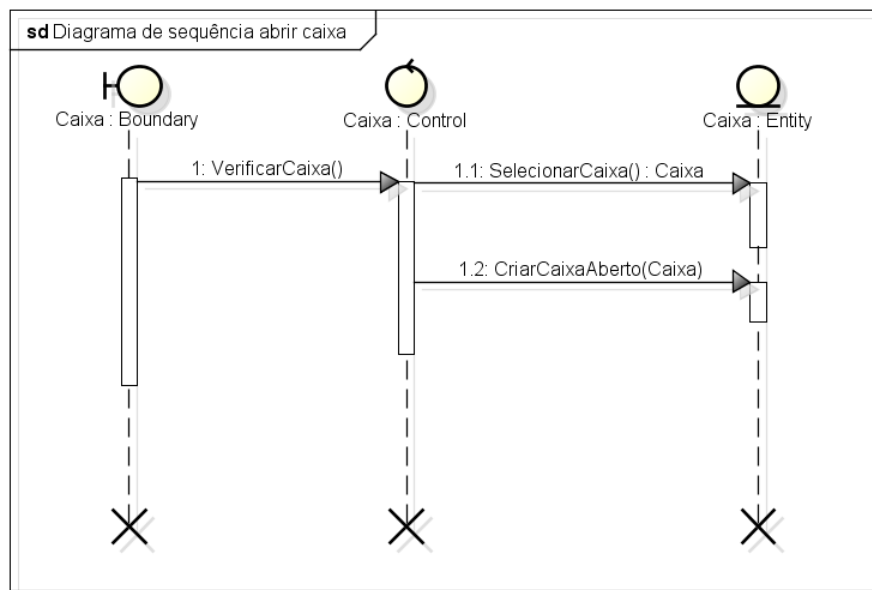 sd Diagrama de sequência abrir caixa
Caixa : Boundary
Caixa : Control
Caixa : Entity
1: VerificarCaixa()
1.1: SelecionarCaixa() : Caixa
1.2: CriarCaixaAberto(Caixa)